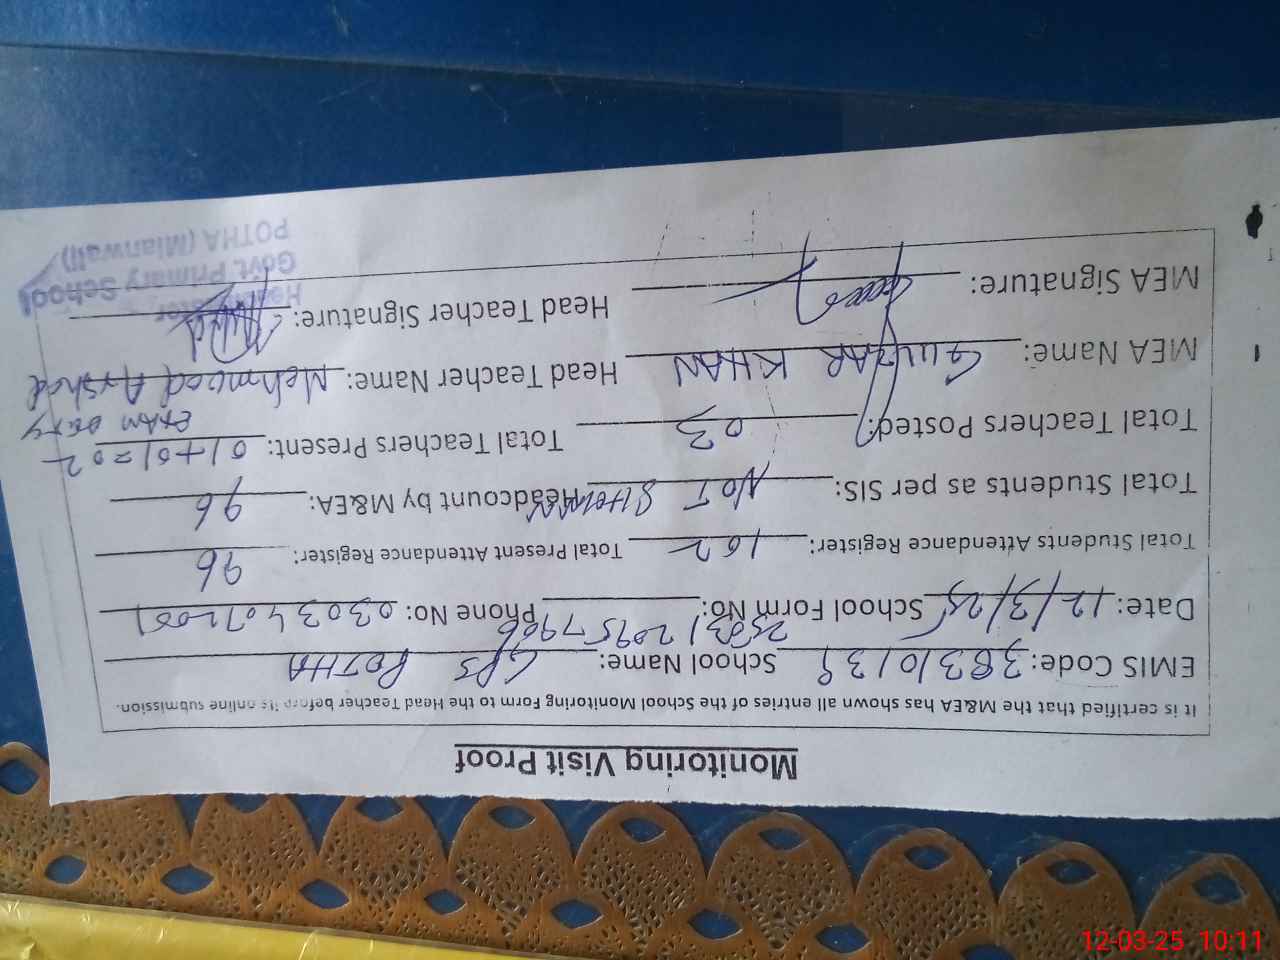 Monitoring Visit Proof
It is certified that the M&EA has shown all entries of the School Monitoring Form to the Head Teacher before its online submission.
EMIS Code: 38310139 School Name: GPS POTHA
Date: 12/3/25 School Form No: 2503120957906 Phone No: 03034072001
Total Students Attendance Register: 102 Total Present Attendance Register: 96
Total Students as per SIS: NOT SHOWN Headcount by M&EA: 96
Total Teachers Posted: 03 Total Teachers Present: 01+01=02
EXAM DUTY
MEA Name: GULZAR KHAN Head Teacher Name: Mehmood Arshad
MEA Signature: Head Teacher Signature:
Govt. Primary School
POTHA (Mianwali)
12-03-25 10:11